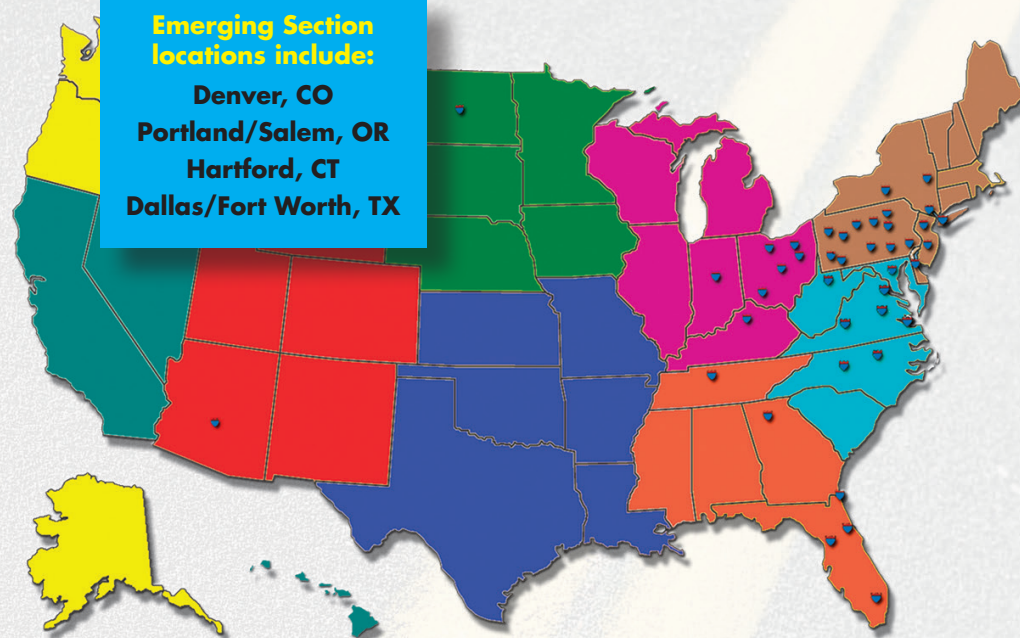 Emerging Section
locations include:
Denver, CO
Portland/Salem, OR
Hartford, CT
Dallas/Fort Worth, TX